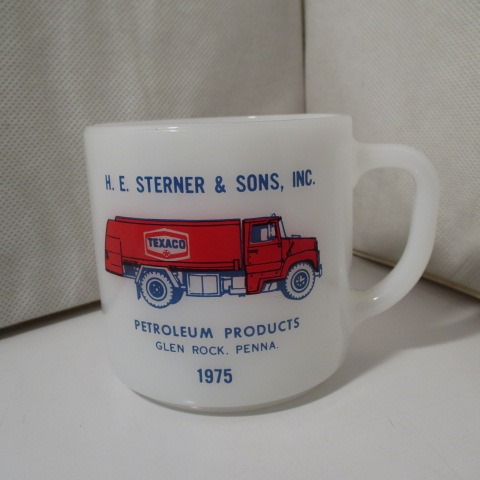 H. E. STERNER & SONS, INC.
TEXACO
PETROLEUM PRODUCTS
GLEN ROCK, PENNA.
1975